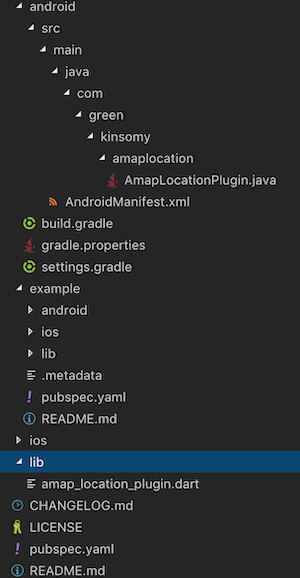 android
src
main
java
com
green
kinsomy
amaplocation
AmapLocationPlugin.java
AndroidManifest.xml
build.gradle
gradle.properties
settings.gradle
example
android
ios
lib
.metadata
pubspec.yaml
README.md
ios
lib
amap_location_plugin.dart
CHANGELOG.md
LICENSE
pubspec.yaml
README.md